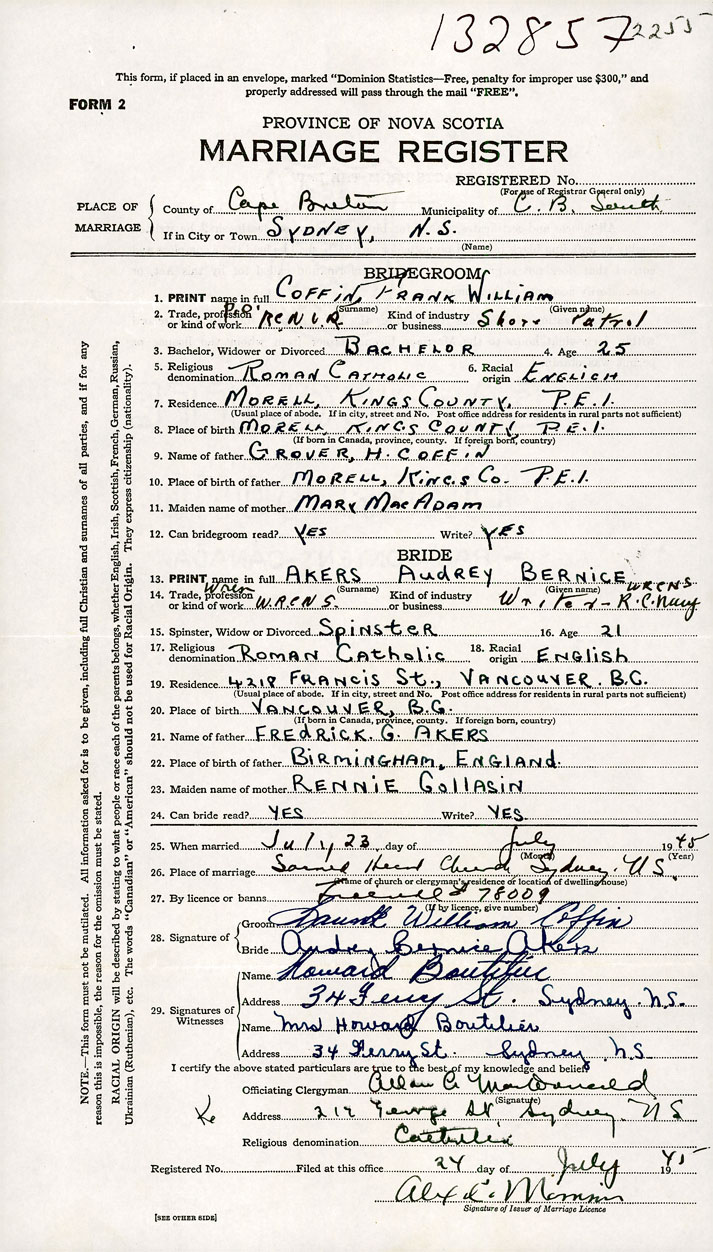 132857 2255
This form, if placed in an envelope, marked "Dominion Statistics—Free, penalty for improper use $300," and
properly addressed will pass through the mail "FREE".
FORM 2
PROVINCE OF NOVA SCOTIA
MARRIAGE REGISTER
REGISTERED No.
(For use of Registrar General only)
PLACE OF MARRIAGE
County of Cape Breton Municipality of C. B. South
If in City or Town SYDNEY, N.S.
(Name)
BRIDEGROOM
1. PRINT name in full COFFIN, FRANK WILLIAM
(Surname) (Given name)
2. Trade, profession or kind of work P.O. RCNVR Kind of industry or business Shore Patrol
3. Bachelor, Widower or Divorced BACHELOR 4. Age 25
5. Religious denomination ROMAN CATHOLIC 6. Racial origin ENGLICH
7. Residence MORELL, KINGS COUNTY, P.E.I.
(Usual place of abode. If in city, street and No. Post office address for residents in rural parts not sufficient)
8. Place of birth MORELL, KINGS COUNTY, P.E.I.
(If born in Canada, province, county. If foreign born, country)
9. Name of father GROVER, H. COFFIN
10. Place of birth of father MORELL, KINGS CO. P.E.I.
11. Maiden name of mother MARY MACADAM
12. Can bridegroom read? YES Write? YES
BRIDE
13. PRINT name in full AKERS AUDREY BERNICE
(Surname) (Given name)
14. Trade, profession or kind of work Wren W.R.C.N.S. Kind of industry or business Writer - R.C. Navy W.R.C.N.S
15. Spinster, Widow or Divorced SPINSTER 16. Age 21
17. Religious denomination ROMAN CATHOLIC 18. Racial origin ENGLISH
19. Residence 4218 FRANCIS ST., VANCOUVER. B.C.
(Usual place of abode. If in city, street and No. Post office address for residents in rural parts not sufficient)
20. Place of birth VANCOUVER, B.C.
(If born in Canada, province, county. If foreign born, country)
21. Name of father FREDRICK. G. AKERS
22. Place of birth of father BIRMINGHAM, ENGLAND.
23. Maiden name of mother RENNIE GOLLASIN
24. Can bride read? YES Write? YES
25. When married July, 23 day of July 1945
(Month) (Year)
26. Place of marriage Sacred Heart Church Sydney, N.S.
(Name of church or clergyman's residence or location of dwelling house)
27. By licence or banns # 78009
(If by licence, give number)
28. Signature of Groom William Coffin
Bride Audrey Bernice Akers
29. Signatures of Witnesses
Name Howard Boutilier
Address 34 Ferry St. Sydney N.S.
Name Mrs Howard Boutilier
Address 34 Ferry St. Sydney N.S
I certify the above stated particulars are true to the best of my knowledge and belief
Officiating Clergyman Allan A. MacDonald
(Signature)
Address George St, Sydney, N S
Religious denomination Catholic
Registered No. Filed at this office 24 day of July 1945
Alex
Signature of Issuer of Marriage Licence
[SEE OTHER SIDE]
NOTE.—This form must not be mutilated. All information asked for is to be given, including full Christian and surnames of all parties, and if for any
reason this is impossible, the reason for the omission must be stated.
RACIAL ORIGIN will be described by stating to what people or race each of the parents belongs, whether English, Irish, Scottish, French, German, Russian,
Ukrainian (Ruthenian), etc. The words "Canadian" or "American" should not be used for Racial Origin. They express citizenship (nationality).